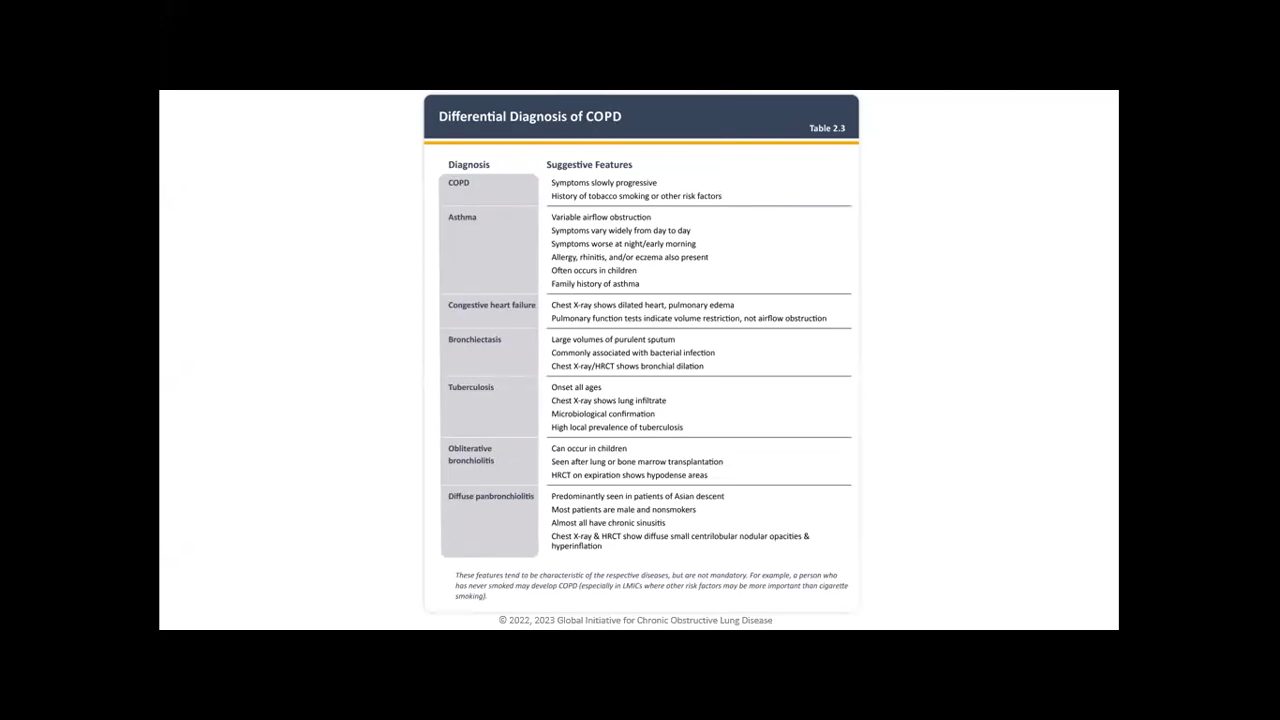 Differential Diagnosis of COPD
Table 2.3
Diagnosis
Suggestive Features
COPD
Symptoms slowly progressive
History of tobacco smoking or other risk factors
Asthma
Variable airflow obstruction
Symptoms vary widely from day to day
Symptoms worse at night/early morning
Allergy, rhinitis, and/or eczema also present
Often occurs in children
Family history of asthma
Congestive heart failure
Chest X-ray shows dilated heart, pulmonary edema
Pulmonary function tests indicate volume restriction, not airflow obstruction
Bronchiectasis
Large volumes of purulent sputum
Commonly associated with bacterial infection
Chest X-ray/HRCT shows bronchial dilation
Tuberculosis
Onset all ages
Chest X-ray shows lung infiltrate
Microbiological confirmation
High local prevalence of tuberculosis
Obliterative
bronchiolitis
Can occur in children
Seen after lung or bone marrow transplantation
HRCT on expiration shows hypodense areas
Diffuse panbronchiolitis
Predominantly seen in patients of Asian descent
Most patients are male and nonsmokers
Almost all have chronic sinusitis
Chest X-ray & HRCT show diffuse small centrilobular nodular opacities &
hyperinflation
These features tend to be characteristic of the respective diseases, but are not mandatory. For example, a person who
has never smoked may develop COPD (especially in LMICs where other risk factors may be more important than cigarette
smoking).
© 2022, 2023 Global Initiative for Chronic Obstructive Lung Disease